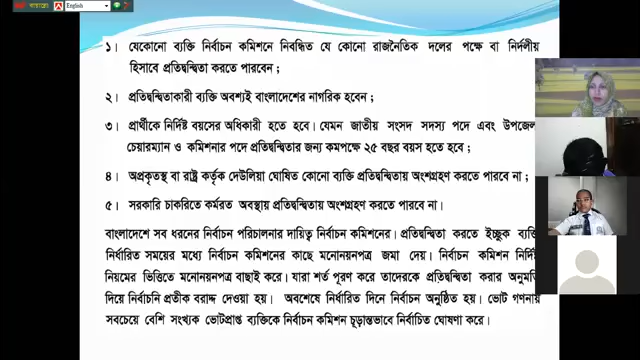 English
১। যেকোনো ব্যক্তি নির্বাচন কমিশনে নিবন্ধিত যে কোনো রাজনৈতিক দলের পক্ষে বা নির্দলীয়
হিসাবে প্রতিদ্বন্দ্বিতা করতে পারবেন ;
২। প্রতিদ্বন্দ্বিতাকারী ব্যক্তি অবশ্যই বাংলাদেশের নাগরিক হবেন ;
৩। প্রার্থীকে নির্দিষ্ট বয়সের অধিকারী হতে হবে। যেমন জাতীয় সংসদ সদস্য পদে এবং উপজেল
চেয়ারম্যান ও কমিশনার পদে প্রতিদ্বন্দ্বিতার জন্য কমপক্ষে ২৫ বছর বয়স হতে হবে ;
৪। অপ্রকৃতস্থ বা রাষ্ট্র কর্তৃক দেউলিয়া ঘোষিত কোনো ব্যক্তি প্রতিদ্বন্দ্বিতায় অংশগ্রহণ করতে পারবে না ;
৫। সরকারি চাকরিতে কর্মরত অবস্থায় প্রতিদ্বন্দ্বিতায় অংশগ্রহণ করতে পারবে না।
বাংলাদেশে সব ধরনের নির্বাচন পরিচালনার দায়িত্ব নির্বাচন কমিশনের। প্রতিদ্বন্দ্বিতা করতে ইচ্ছুক ব্যক্তি
নির্ধারিত সময়ের মধ্যে নির্বাচন কমিশনের কাছে মনোনয়নপত্র জমা দেয়। নির্বাচন কমিশন নির্দিষ্ট
নিয়মের ভিত্তিতে মনোনয়নপত্র বাছাই করে। যারা শর্ত পূরণ করে তাদেরকে প্রতিদ্বন্দ্বিতা করার অনুমতি
দিয়ে নির্বাচনি প্রতীক বরাদ্দ দেওয়া হয়। অবশেষে নির্ধারিত দিনে নির্বাচন অনুষ্ঠিত হয়। ভোট গণনায়
সবচেয়ে বেশি সংখ্যক ভোটপ্রাপ্ত ব্যক্তিকে নির্বাচন কমিশন চূড়ান্তভাবে নির্বাচিত ঘোষণা করে।